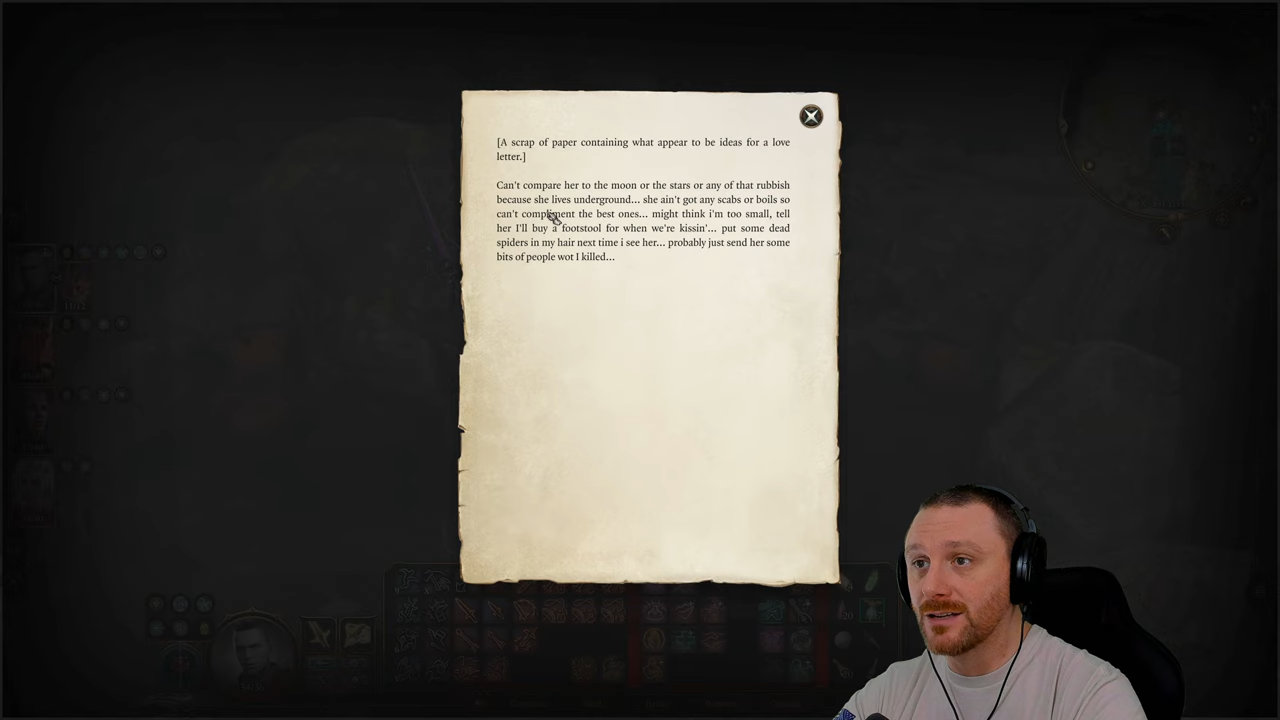 [A scrap of paper containing what appear to be ideas for a love
letter.]
Can't compare her to the moon or the stars or any of that rubbish
because she lives underground... she ain't got any scabs or boils so
can't compliment the best ones... might think i'm too small, tell
her I'll buy a footstool for when we're kissin'... put some dead
spiders in my hair next time i see her... probably just send her some
bits of people wot I killed...